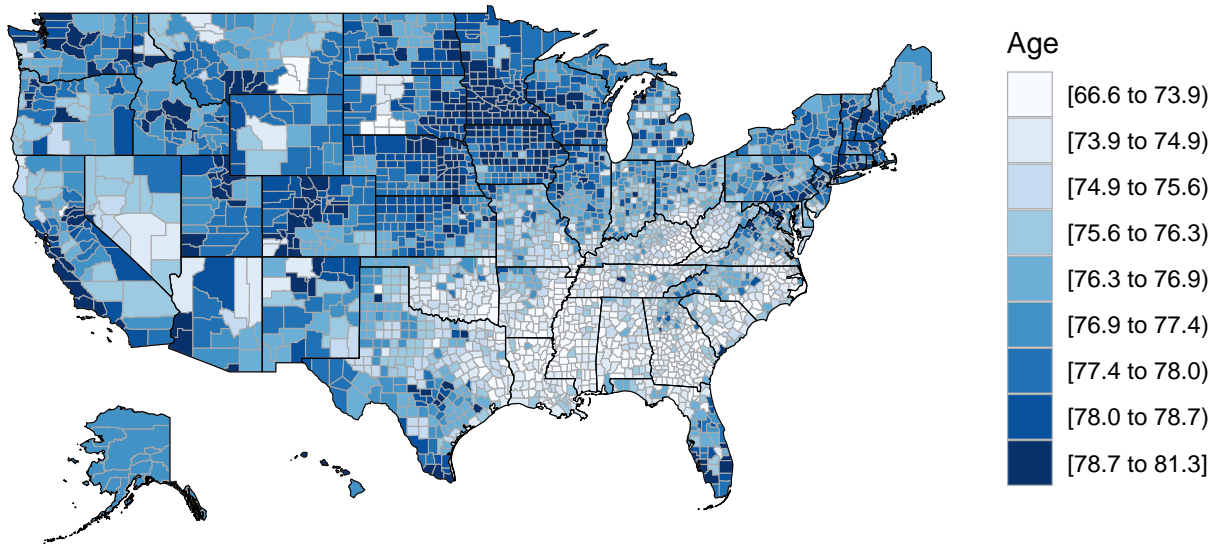 Age
[66.6 to 73.9)
[73.9 to 74.9)
[74.9 to 75.6)
[75.6 to 76.3)
[76.3 to 76.9)
[76.9 to 77.4)
[77.4 to 78.0)
[78.0 to 78.7)
[78.7 to 81.3]